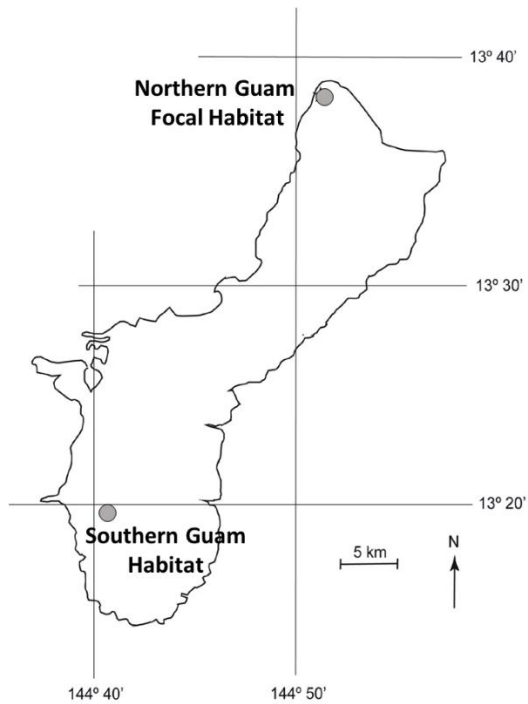 13º 40'
Northern Guam
Focal Habitat
13º 30'
13º 20'
Southern Guam
Habitat
5 km
N
144º 40'
144º 50'